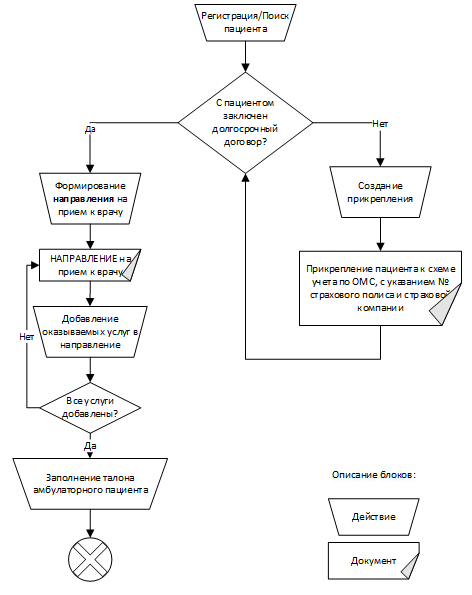 Регистрация/Поиск
пациента
С пациентом
заключен
долгосрочный
договор?
Да
Нет
Формирование
направления на
прием к врачу
Создание
прикрепления
НАПРАВЛЕНИЕ на
прием к врачу
Прикрепление пациента к схеме
учета по ОМС, с указанием №
страхового полиса и страховой
компании
Добавление
оказываемых услуг в
направление
Нет
Все услуги
добавлены?
Да
Заполнение талона
амбулаторного пациента
Описание блоков:
Действие
Документ